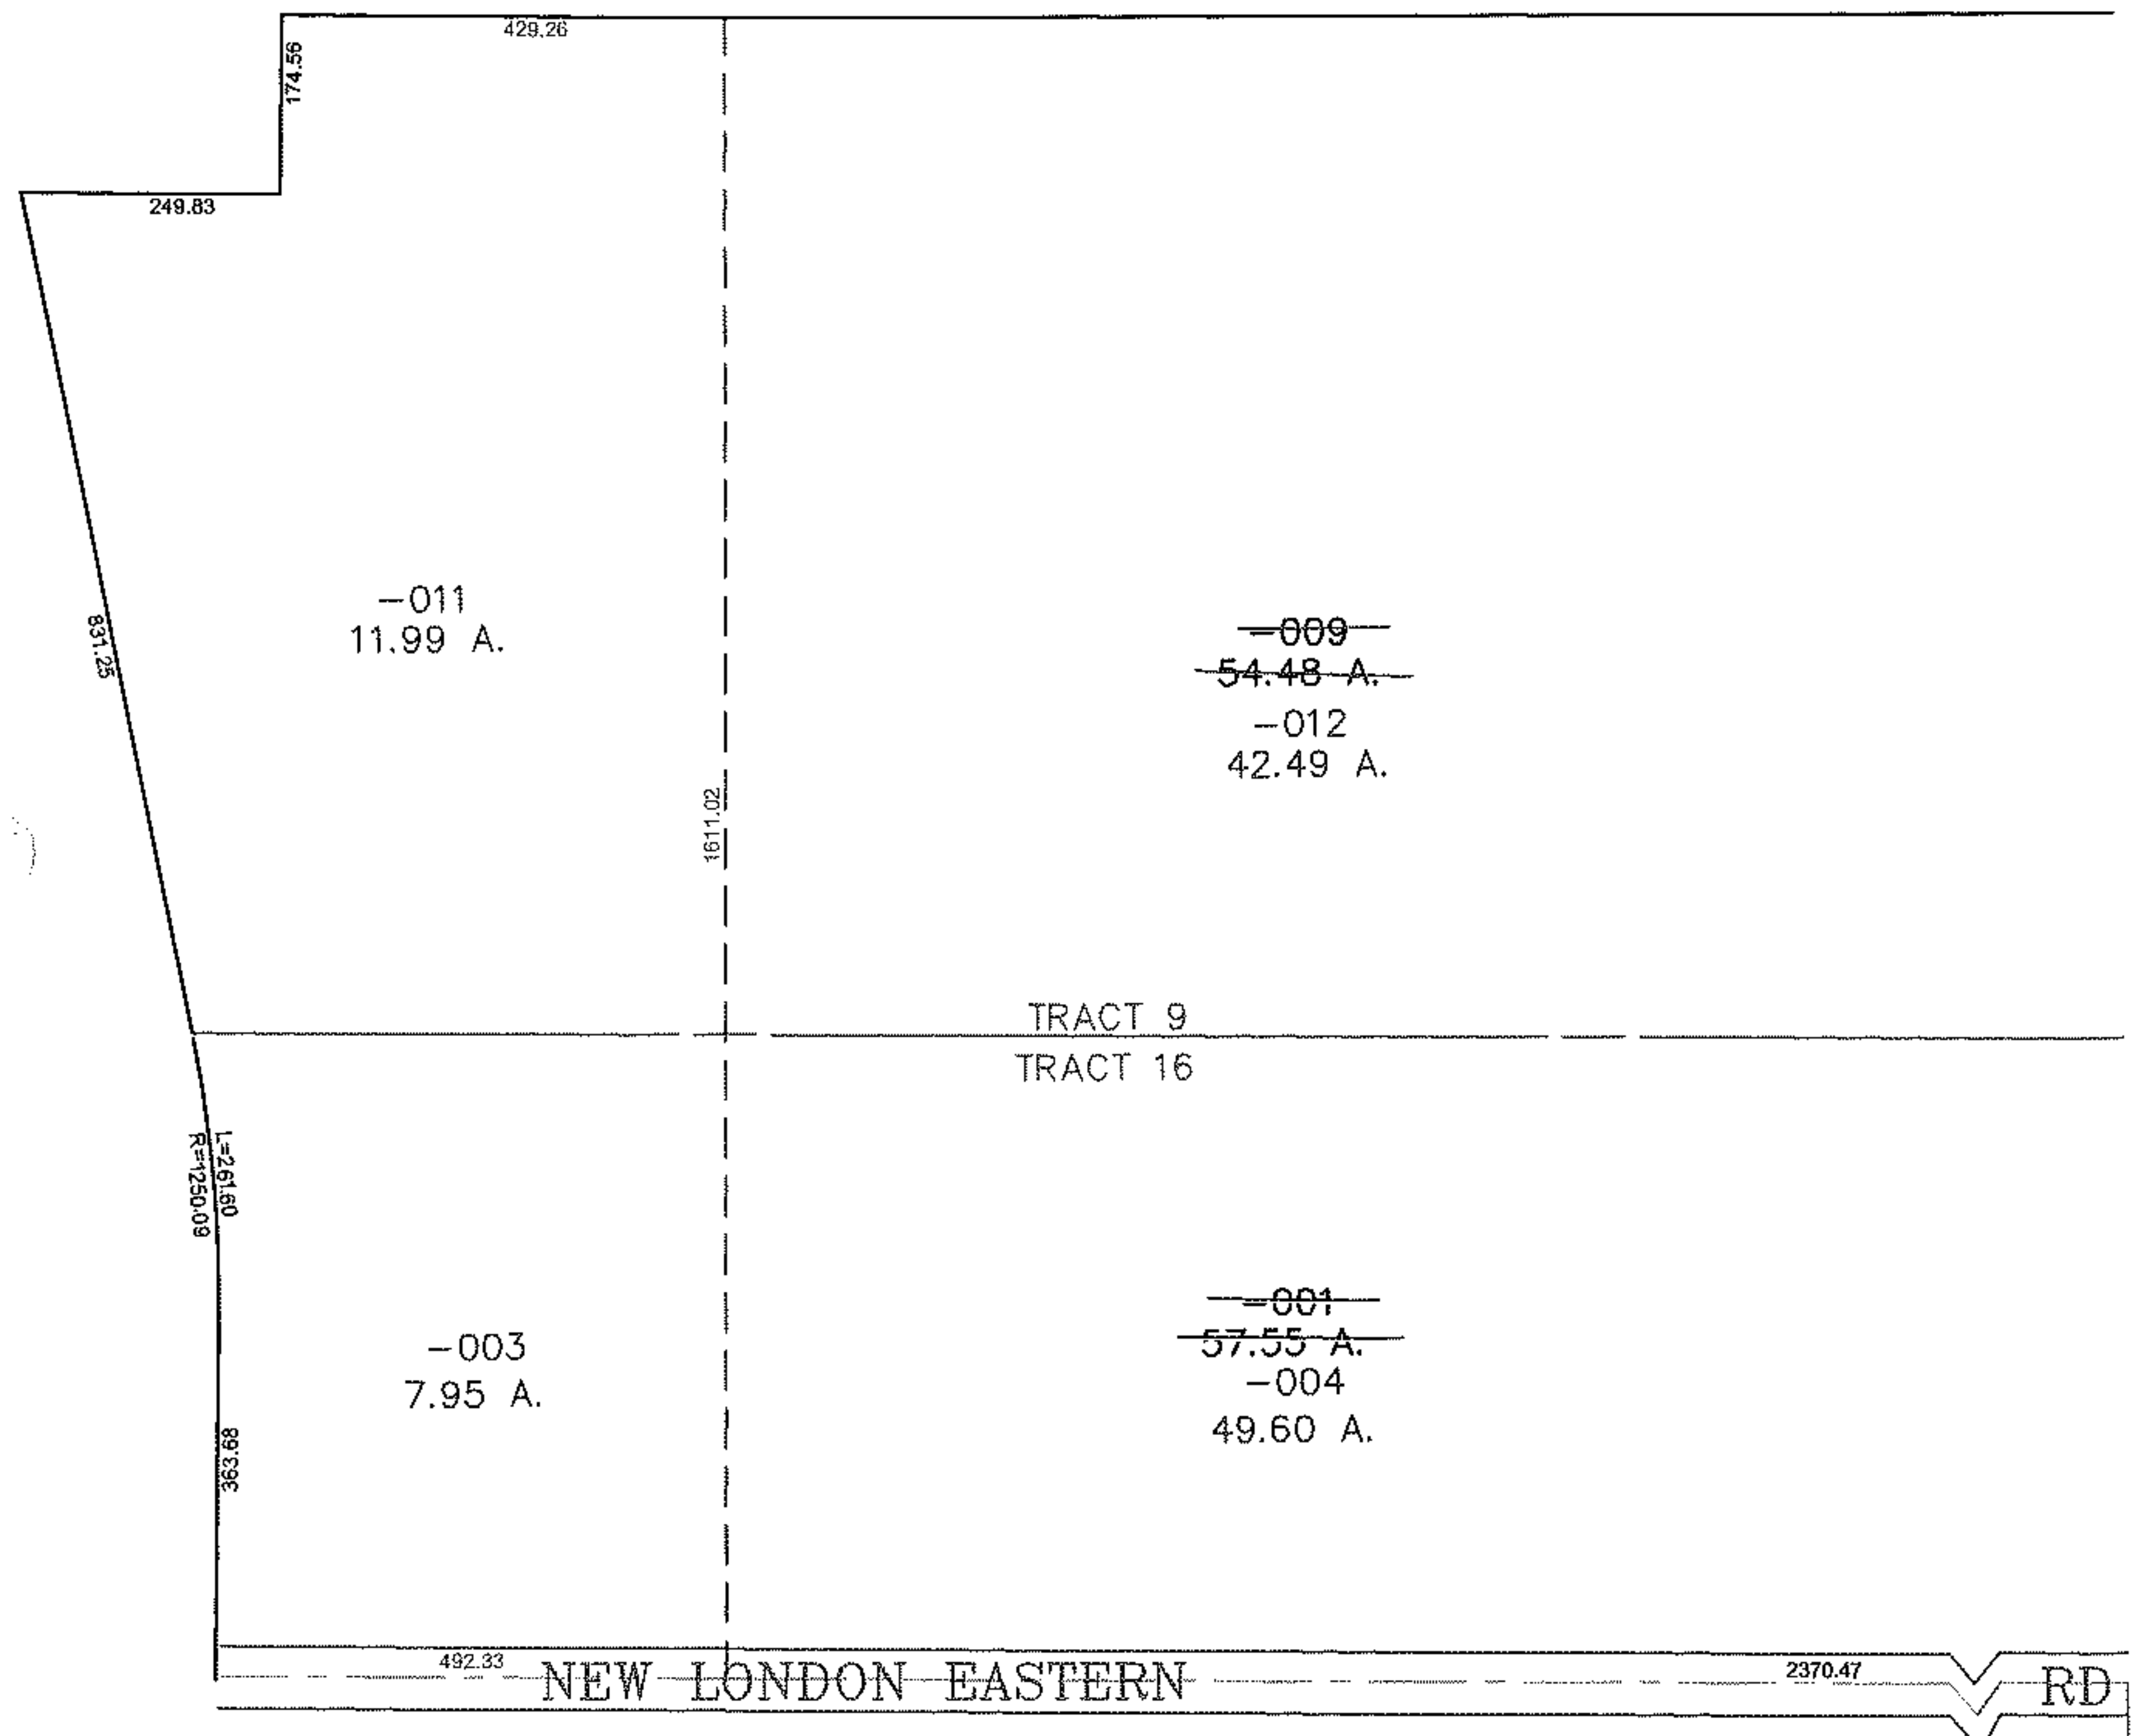 429.26
174.56
249.83
831.25
-011
11.99 A.
-009
54.48 A.
-012
42.49 A.
1611.02
TRACT 9
TRACT 16
L=261.60
R=1250.09
-003
7.95 A.
-001
57.55 A.
-004
49.60 A.
363.68
492.33
2370.47
NEW LONDON EASTERN RD